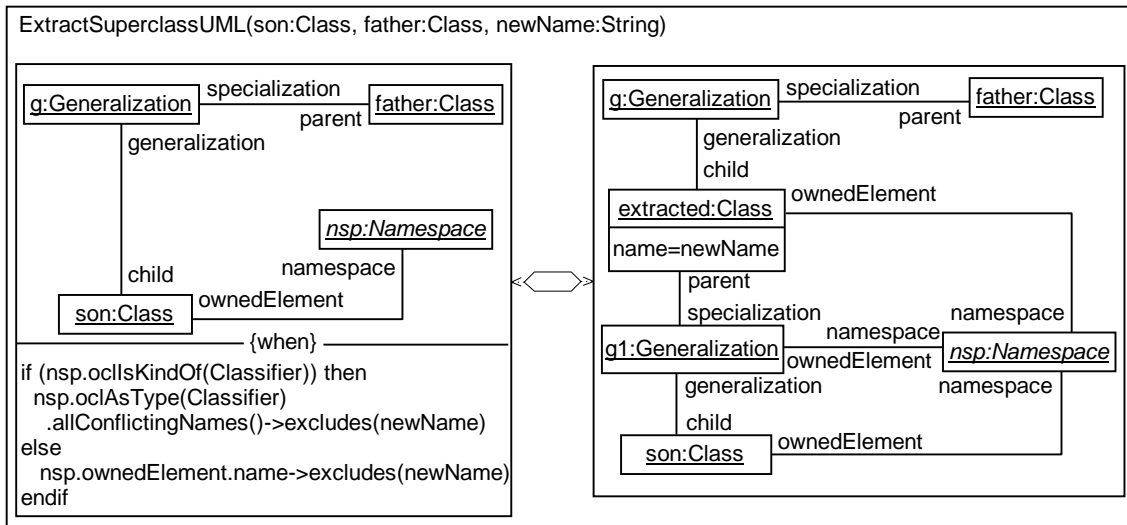 ExtractSuperclassUML(son:Class, father:Class, newName:String)
g:Generalization
specialization
parent
father:Class
generalization
nsp:Namespace
namespace
child
ownedElement
son:Class
{when}
if (nsp.oclIsKindOf(Classifier)) then
nsp.oclAsType(Classifier)
.allConflictingNames()->excludes(newName)
else
nsp.ownedElement.name->excludes(newName)
endif
g:Generalization
specialization
parent
father:Class
generalization
child
ownedElement
extracted:Class
name=newName
parent
specialization
namespace
namespace
g1:Generalization
ownedElement
nsp:Namespace
generalization
namespace
child
ownedElement
son:Class